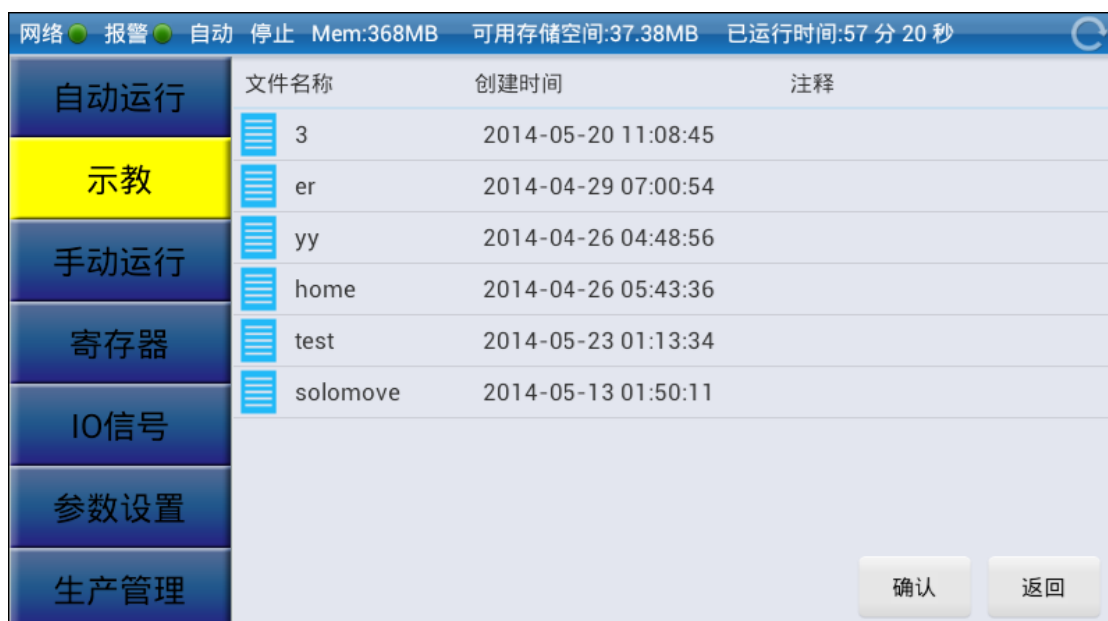 网络 报警 自动 停止 Mem:368MB 可用存储空间:37.38MB 已运行时间:57 分 20 秒
自动运行
示教
手动运行
寄存器
IO信号
参数设置
生产管理
文件名称 创建时间 注释
3 2014-05-20 11:08:45
er 2014-04-29 07:00:54
yy 2014-04-26 04:48:56
home 2014-04-26 05:43:36
test 2014-05-23 01:13:34
solomove 2014-05-13 01:50:11
确认 返回